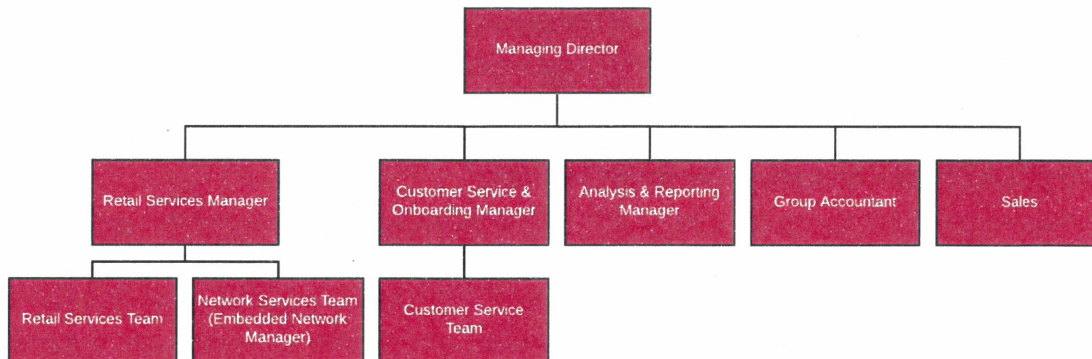 Managing Director
Retail Services Manager
Customer Service &
Onboarding Manager
Analysis & Reporting
Manager
Group Accountant
Sales
Retail Services Team
Network Services Team
(Embedded Network
Manager)
Customer Service
Team